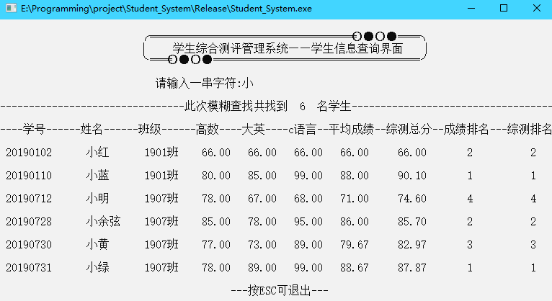 E:\Programming\project\Student_System\Release\Student_System.exe
学生综合测评管理系统——学生信息查询界面
请输入一串字符:小
此次模糊查找共找到 6 名学生
----学号------姓名------班级------高数----大英----c语言--平均成绩--综测总分--成绩排名---综测排名
20190102 小红 1901班 66.00 66.00 66.00 66.00 66.00 2 2
20190110 小蓝 1901班 80.00 85.00 99.00 88.00 90.10 1 1
20190712 小明 1907班 78.00 67.00 68.00 71.00 74.60 4 4
20190728 小余弦 1907班 85.00 78.00 95.00 86.00 85.70 2 2
20190730 小黄 1907班 77.00 73.00 89.00 79.67 82.97 3 3
20190731 小绿 1907班 78.00 89.00 99.00 88.67 87.87 1 1
---按ESC可退出---